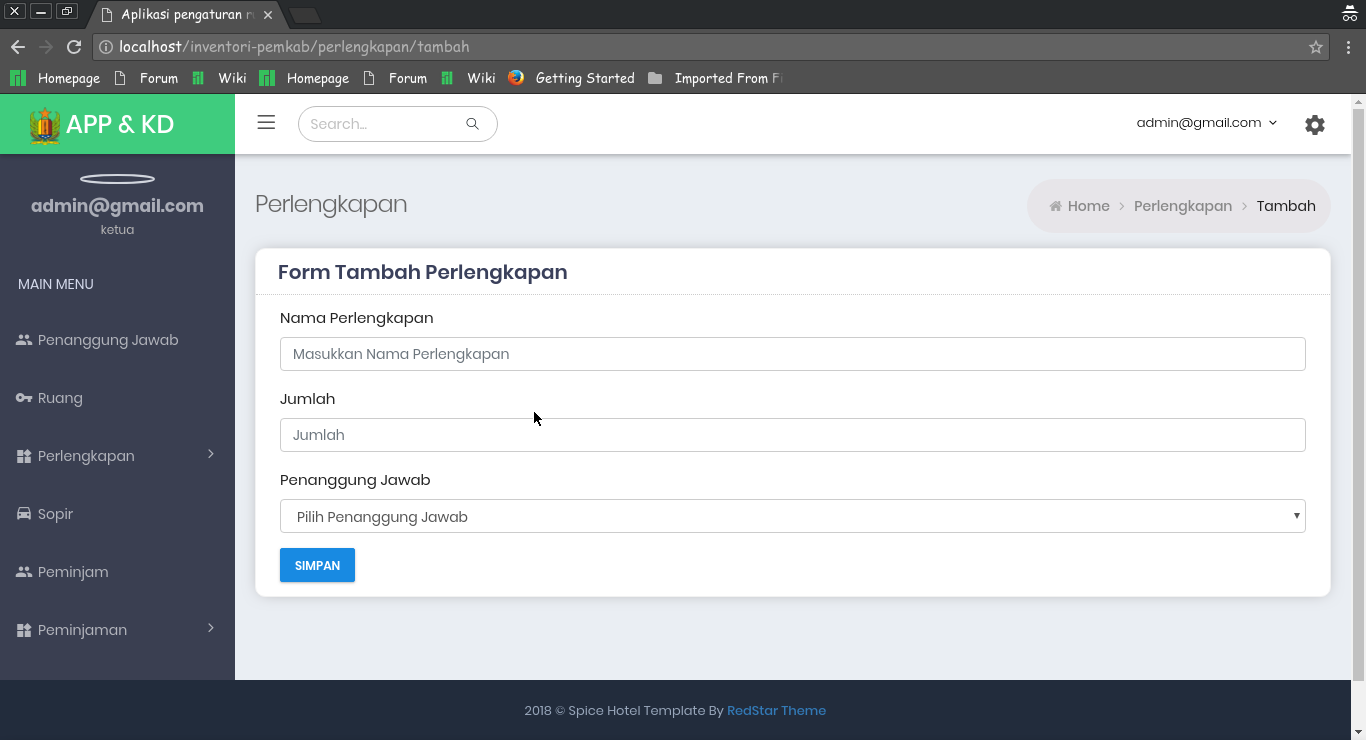 Aplikasi pengaturan r
localhost/inventori-pemkab/perlengkapan/tambah
Homepage Forum Wiki Homepage Forum Wiki Getting Started Imported From F
APP & KD
Search...
admin@gmail.com
admin@gmail.com
ketua
MAIN MENU
Penanggung Jawab
Ruang
Perlengkapan
Sopir
Peminjam
Peminjaman
Perlengkapan
Home > Perlengkapan > Tambah
Form Tambah Perlengkapan
Nama Perlengkapan
Masukkan Nama Perlengkapan
Jumlah
Jumlah
Penanggung Jawab
Pilih Penanggung Jawab
SIMPAN
2018 © Spice Hotel Template By RedStar Theme